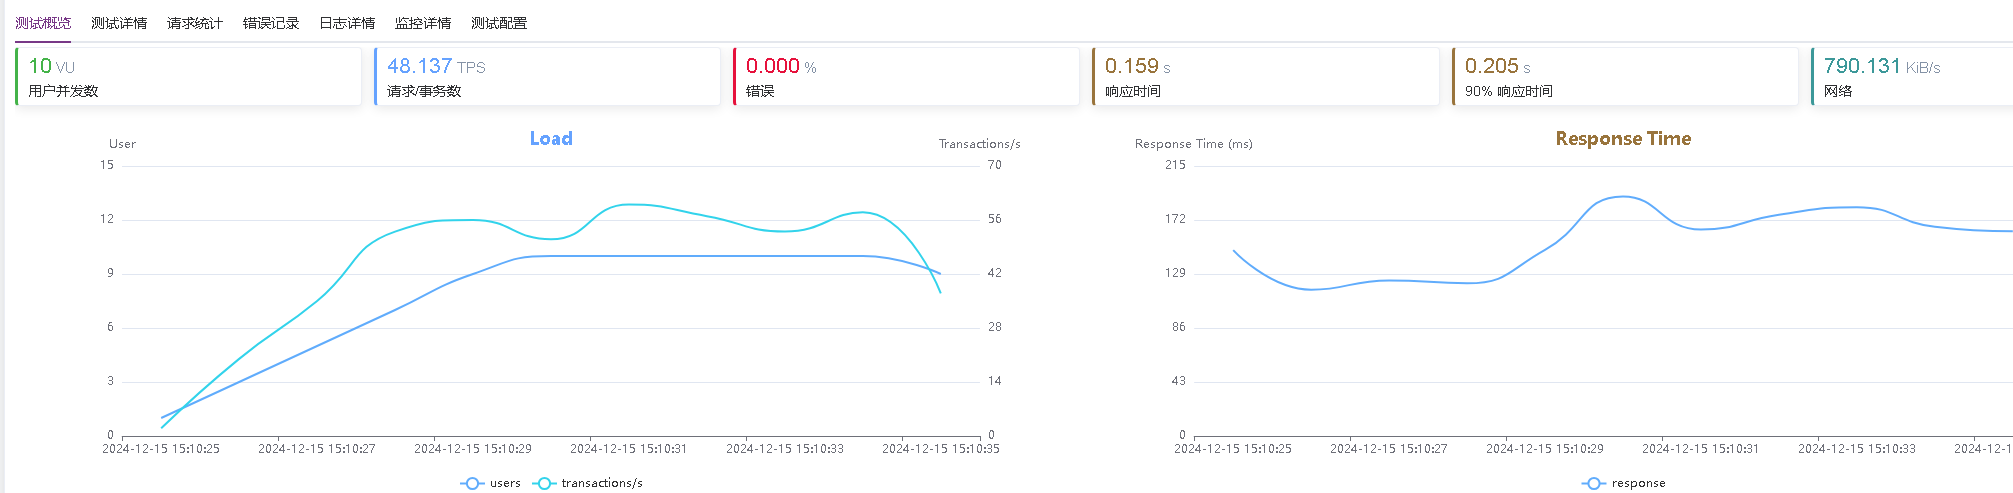 测试概览 测试详情 请求统计 错误记录 日志详情 监控详情 测试配置
10 VU 48.137 TPS 0.000 % 0.159 s 0.205 s 790.131 KiB/s
用户并发数 请求/事务数 错误 响应时间 90% 响应时间 网络
Load
User Transactions/s
15 70
12 56
9 42
6 28
3 14
0 0
2024-12-15 15:10:25 2024-12-15 15:10:27 2024-12-15 15:10:29 2024-12-15 15:10:31 2024-12-15 15:10:33 2024-12-15 15:10:35
users transactions/s
Response Time
Response Time (ms)
215
172
129
86
43
0
2024-12-15 15:10:25 2024-12-15 15:10:27 2024-12-15 15:10:29 2024-12-15 15:10:31 2024-12-15 15:10:33 2024-12-1
response